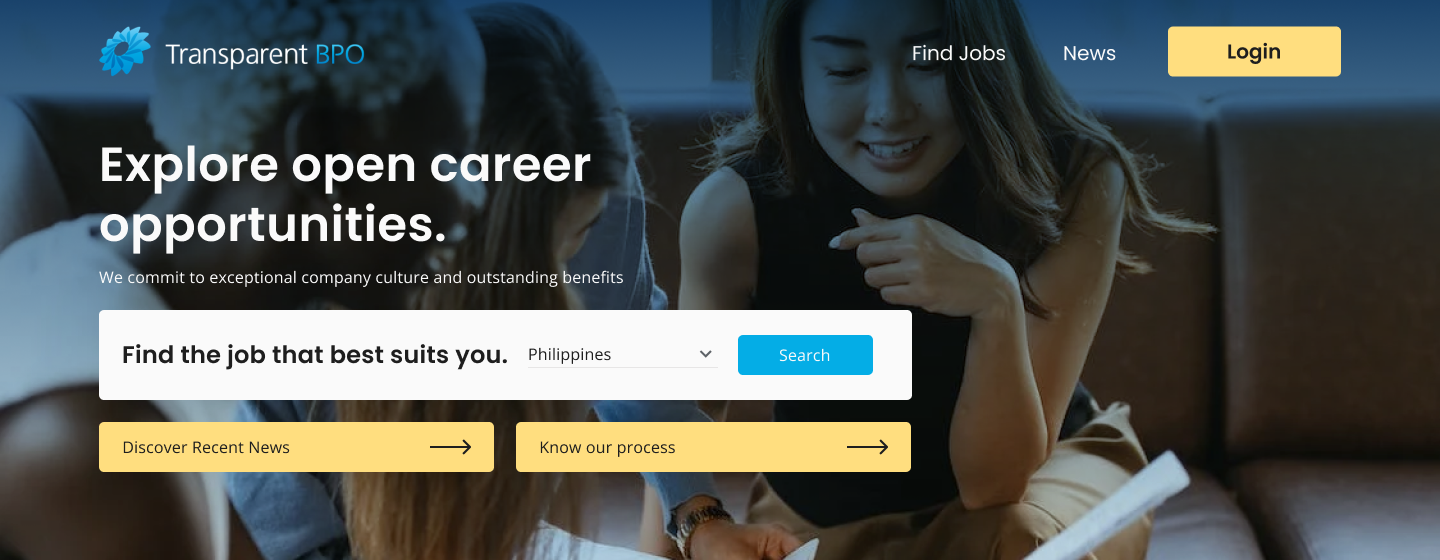 Transparent BPO
Find Jobs
News
Login
Explore open career
opportunities.
We commit to exceptional company culture and outstanding benefits
Find the job that best suits you.
Philippines
Search
Discover Recent News
Know our process